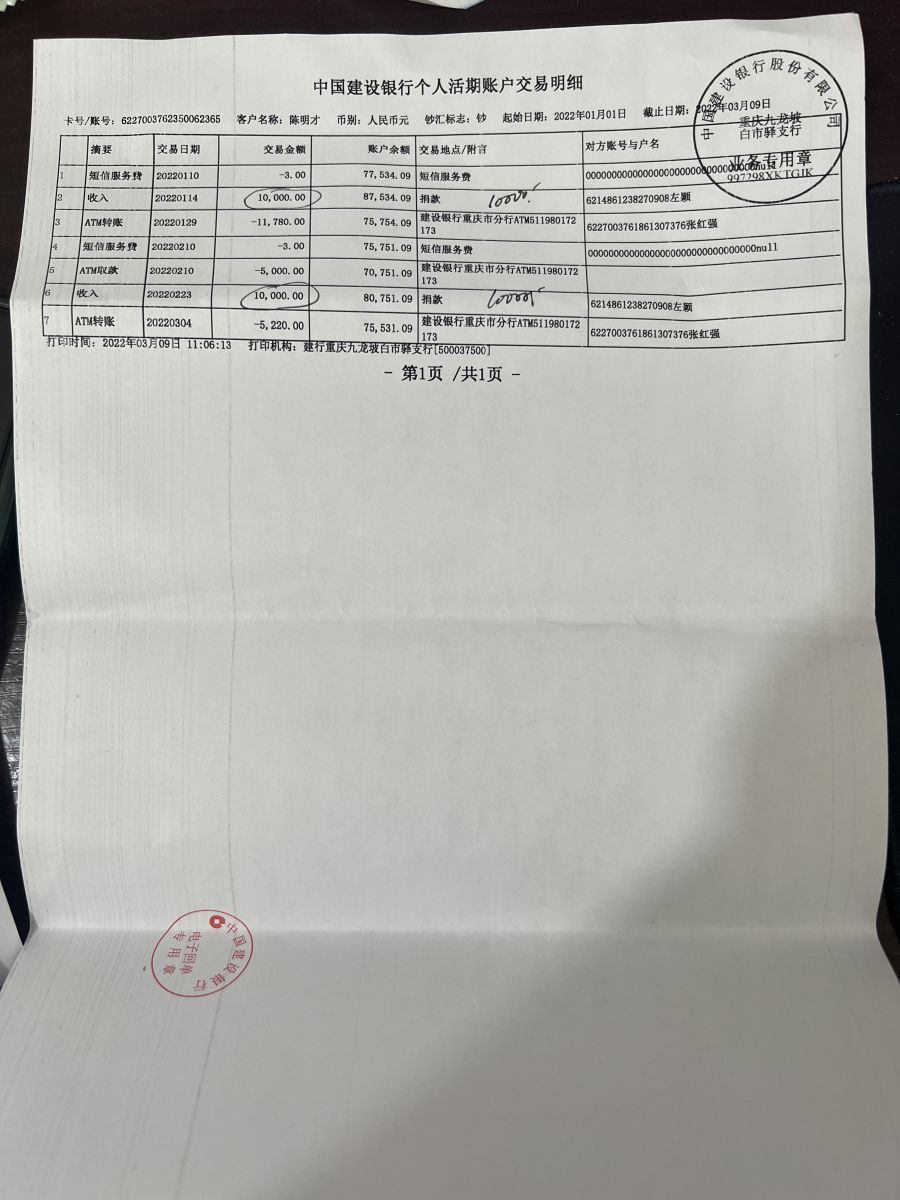 中国建设银行个人活期账户交易明细
卡号/账号：6227003762350062365 客户名称：陈明才 币别：人民币元 钞汇标志：钞 起始日期：2022年01月01日 截止日期：2022年03月09日
摘要 交易日期 交易金额 账户余额 交易地点/附言 对方账号与户名
1 短信服务费 20220110 -3.00 77,534.09 短信服务费
2 收入 20220114 10,000.00 87,534.09 捐款 10000. 6214861238270908左颢
3 ATM转账 20220129 -11,780.00 75,754.09 建设银行重庆市分行ATM511980172 6227003761861307376张红强
173
4 短信服务费 20220210 -3.00 75,751.09 短信服务费
5 ATM取款 20220210 -5,000.00 70,751.09 建设银行重庆市分行ATM511980172
173
6 收入 20220223 10,000.00 80,751.09 捐款 6214861238270908左颢
7 ATM转账 20220304 -5,220.00 75,531.09 建设银行重庆市分行ATM511980172 6227003761861307376张红强
173
打印时间：2022年03月09日 11:06:13 打印机构：建行重庆九龙坡白市驿支行[500037500]
- 第1页 /共1页 -
中国建设银行股份有限公司
重庆九龙坡
白市驿支行
业务专用章
997298XKTGJK
中国建设银行
电子回单
专用章